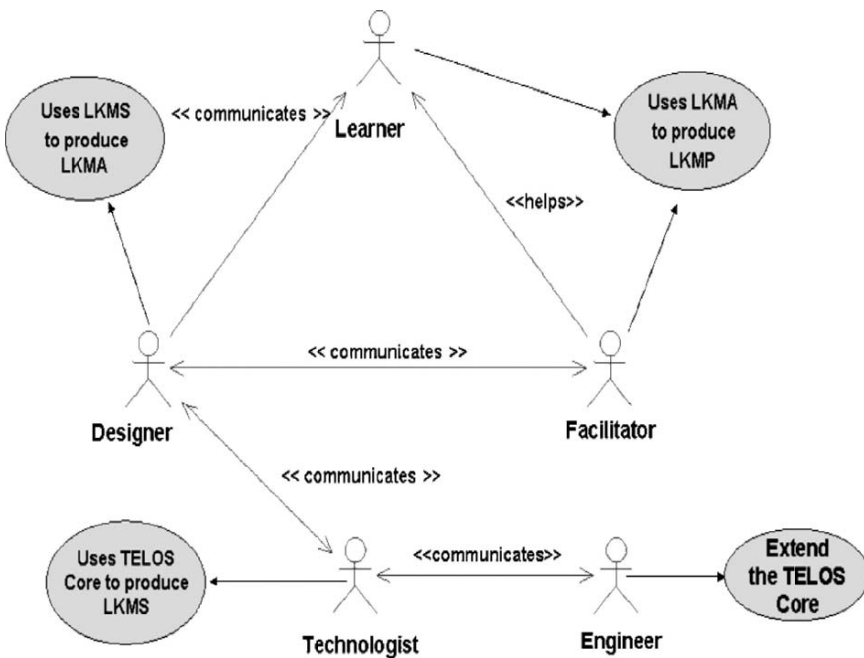 Uses LKMS
to produce
LKMA
<< communicates >>
Learner
Uses LKMA
to produce
LKMP
<<helps>>
<< communicates >>
Designer
Facilitator
<< communicates >>
Uses TELOS
Core to produce
LKMS
<<communicates>>
Extend
the TELOS
Core
Technologist
Engineer